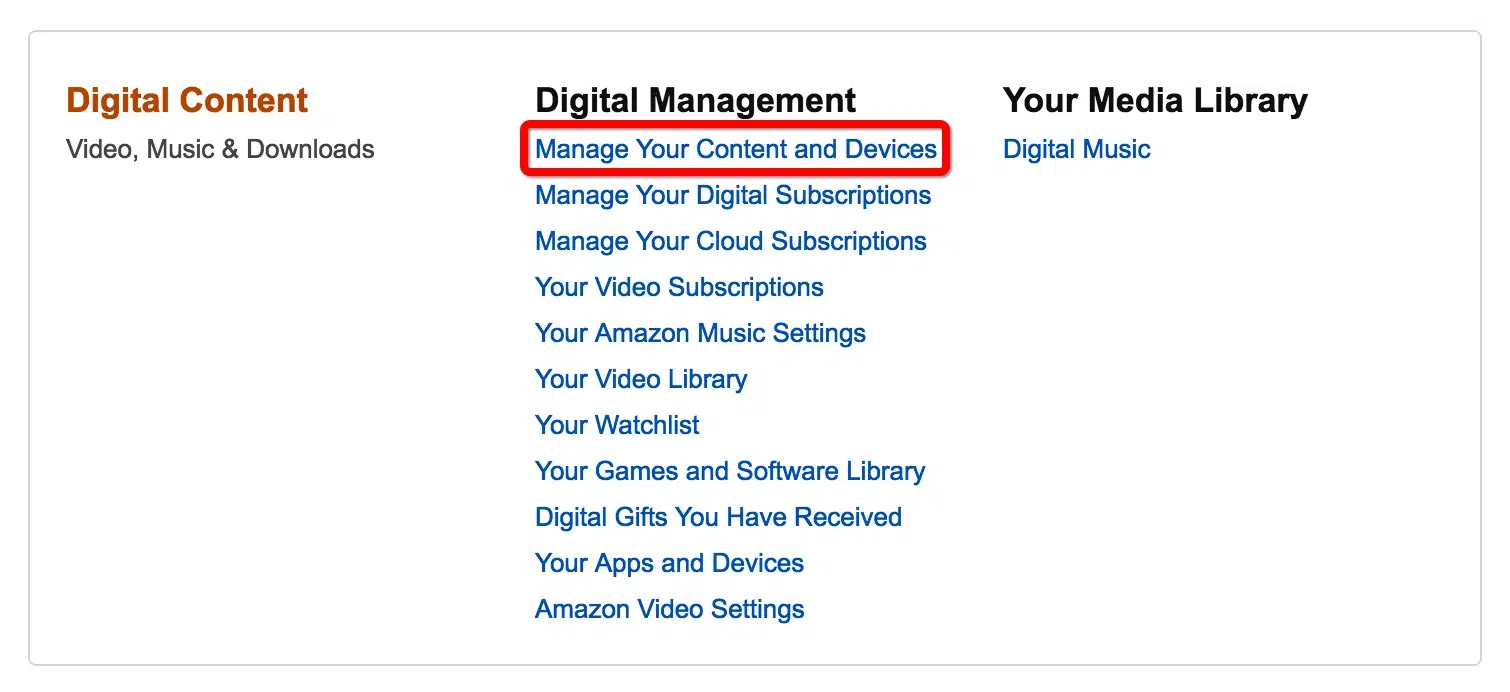 Digital Content
Video, Music & Downloads
Digital Management
Manage Your Content and Devices
Manage Your Digital Subscriptions
Manage Your Cloud Subscriptions
Your Video Subscriptions
Your Amazon Music Settings
Your Video Library
Your Watchlist
Your Games and Software Library
Digital Gifts You Have Received
Your Apps and Devices
Amazon Video Settings
Your Media Library
Digital Music